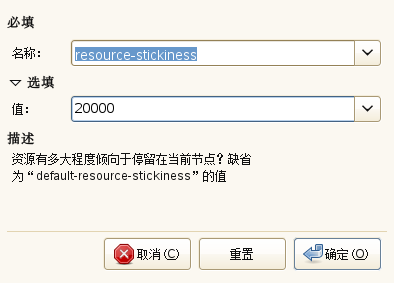 必填
名称: resource-stickiness
选填
值: 20000
描述
资源有多大程度倾向于停留在当前节点？缺省
为“default-resource-stickiness”的值
取消(C) 重置 确定(O)